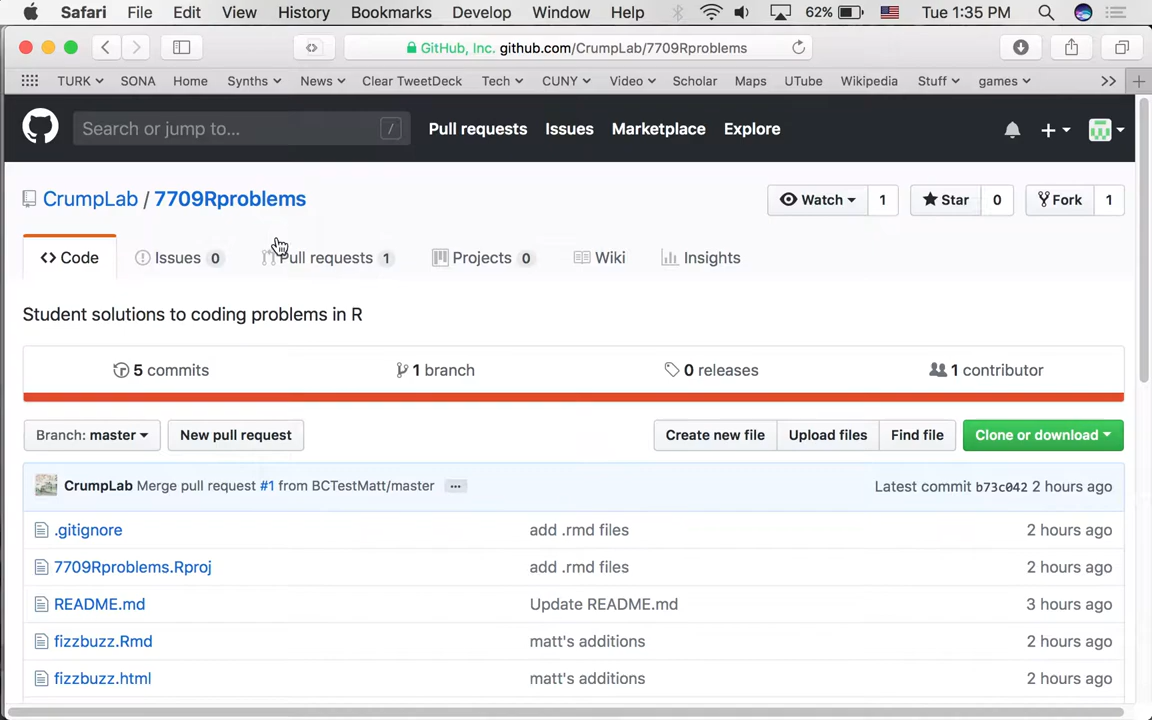 Safari File Edit View History Bookmarks Develop Window Help 62% Tue 1:35 PM
GitHub, Inc. github.com/CrumpLab/7709Rproblems
TURK SONA Home Synths News Clear TweetDeck Tech CUNY Video Scholar Maps UTube Wikipedia Stuff games >> +
Search or jump to... / Pull requests Issues Marketplace Explore +
CrumpLab / 7709Rproblems Watch 1 Star 0 Fork 1
<> Code Issues 0 Pull requests 1 Projects 0 Wiki Insights
Student solutions to coding problems in R
5 commits 1 branch 0 releases 1 contributor
Branch: master New pull request Create new file Upload files Find file Clone or download
CrumpLab Merge pull request #1 from BCTestMatt/master ... Latest commit b73c042 2 hours ago
.gitignore add .rmd files 2 hours ago
7709Rproblems.Rproj add .rmd files 2 hours ago
README.md Update README.md 3 hours ago
fizzbuzz.Rmd matt's additions 2 hours ago
fizzbuzz.html matt's additions 2 hours ago